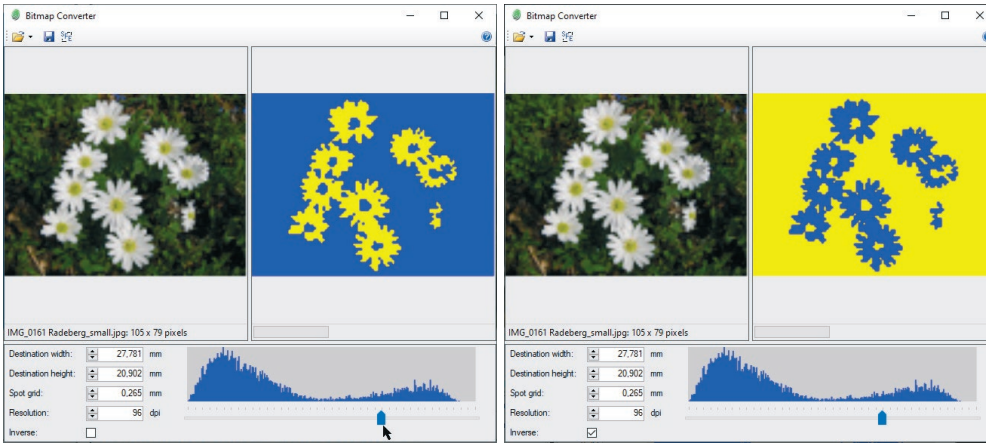 Bitmap Converter
IMG_0161 Radeberg_small.jpg: 105 x 79 pixels
Destination width: 27,781 mm
Destination height: 20,902 mm
Spot grid: 0,265 mm
Resolution: 96 dpi
Inverse:
Bitmap Converter
IMG_0161 Radeberg_small.jpg: 105 x 79 pixels
Destination width: 27,781 mm
Destination height: 20,902 mm
Spot grid: 0,265 mm
Resolution: 96 dpi
Inverse: